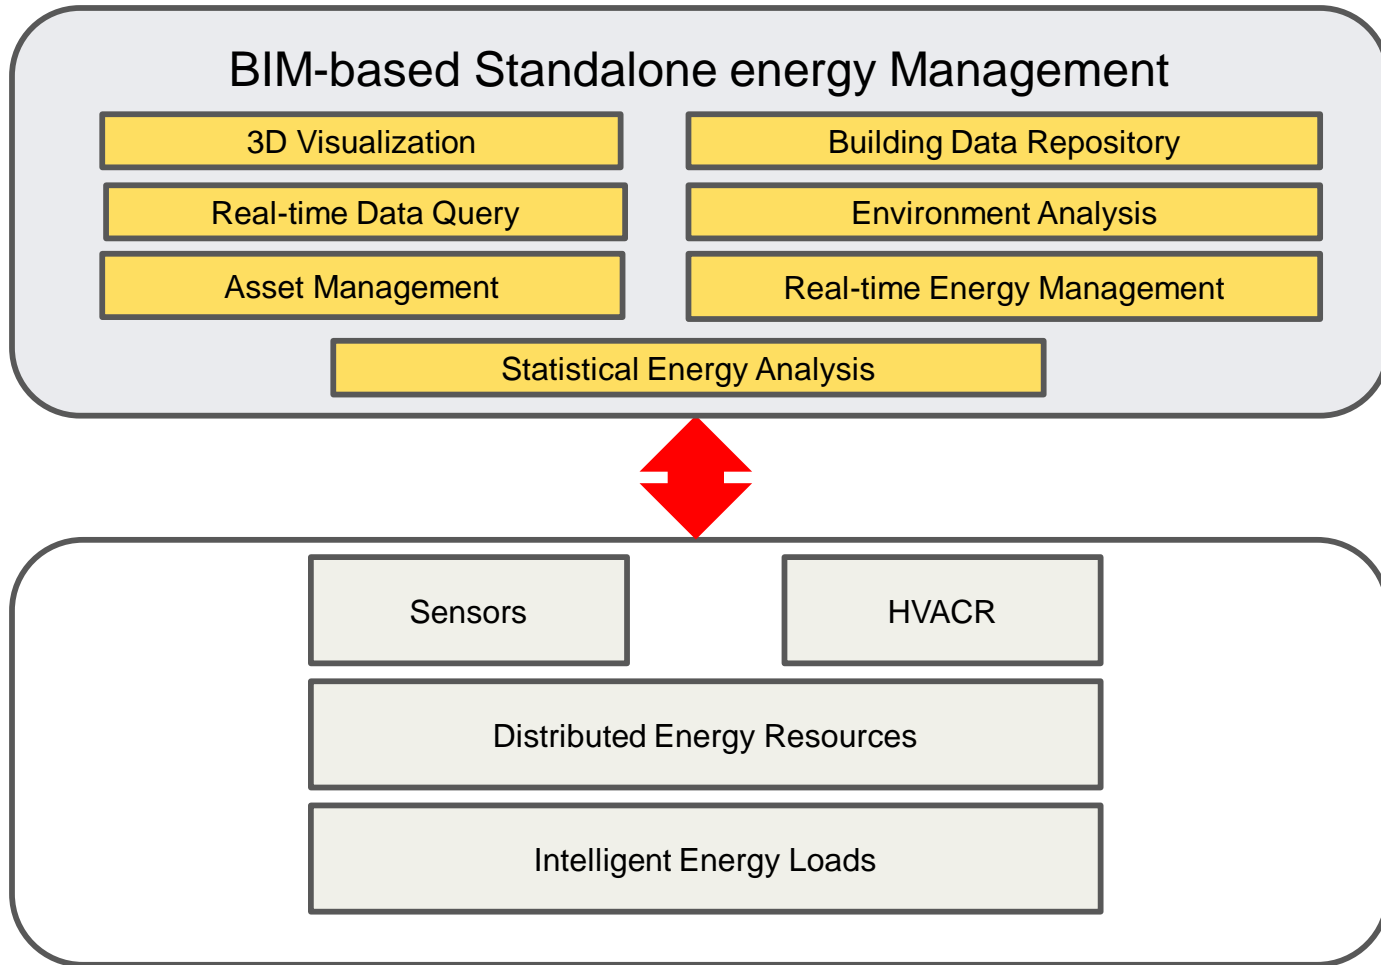 BIM-based Standalone energy Management
3D Visualization
Building Data Repository
Real-time Data Query
Environment Analysis
Asset Management
Real-time Energy Management
Statistical Energy Analysis
Sensors
HVACR
Distributed Energy Resources
Intelligent Energy Loads